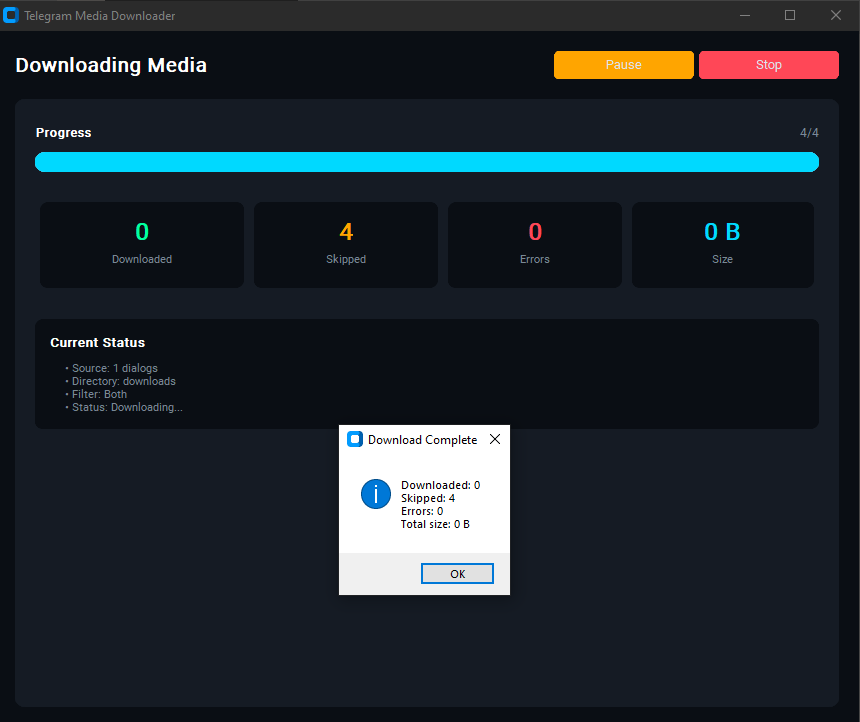 Telegram Media Downloader
Downloading Media
Pause
Stop
Progress
4/4
0
Downloaded
4
Skipped
0
Errors
0 B
Size
Current Status
• Source: 1 dialogs
• Directory: downloads
• Filter: Both
• Status: Downloading...
Download Complete
Downloaded: 0
Skipped: 4
Errors: 0
Total size: 0 B
OK